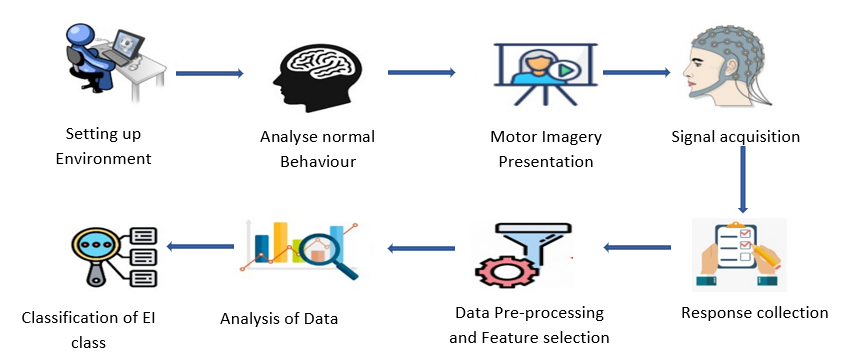 Setting up
Environment
Analyse normal
Behaviour
Motor Imagery
Presentation
Signal acquisition
Response collection
Data Pre-processing
and Feature selection
Analysis of Data
Classification of EI
class